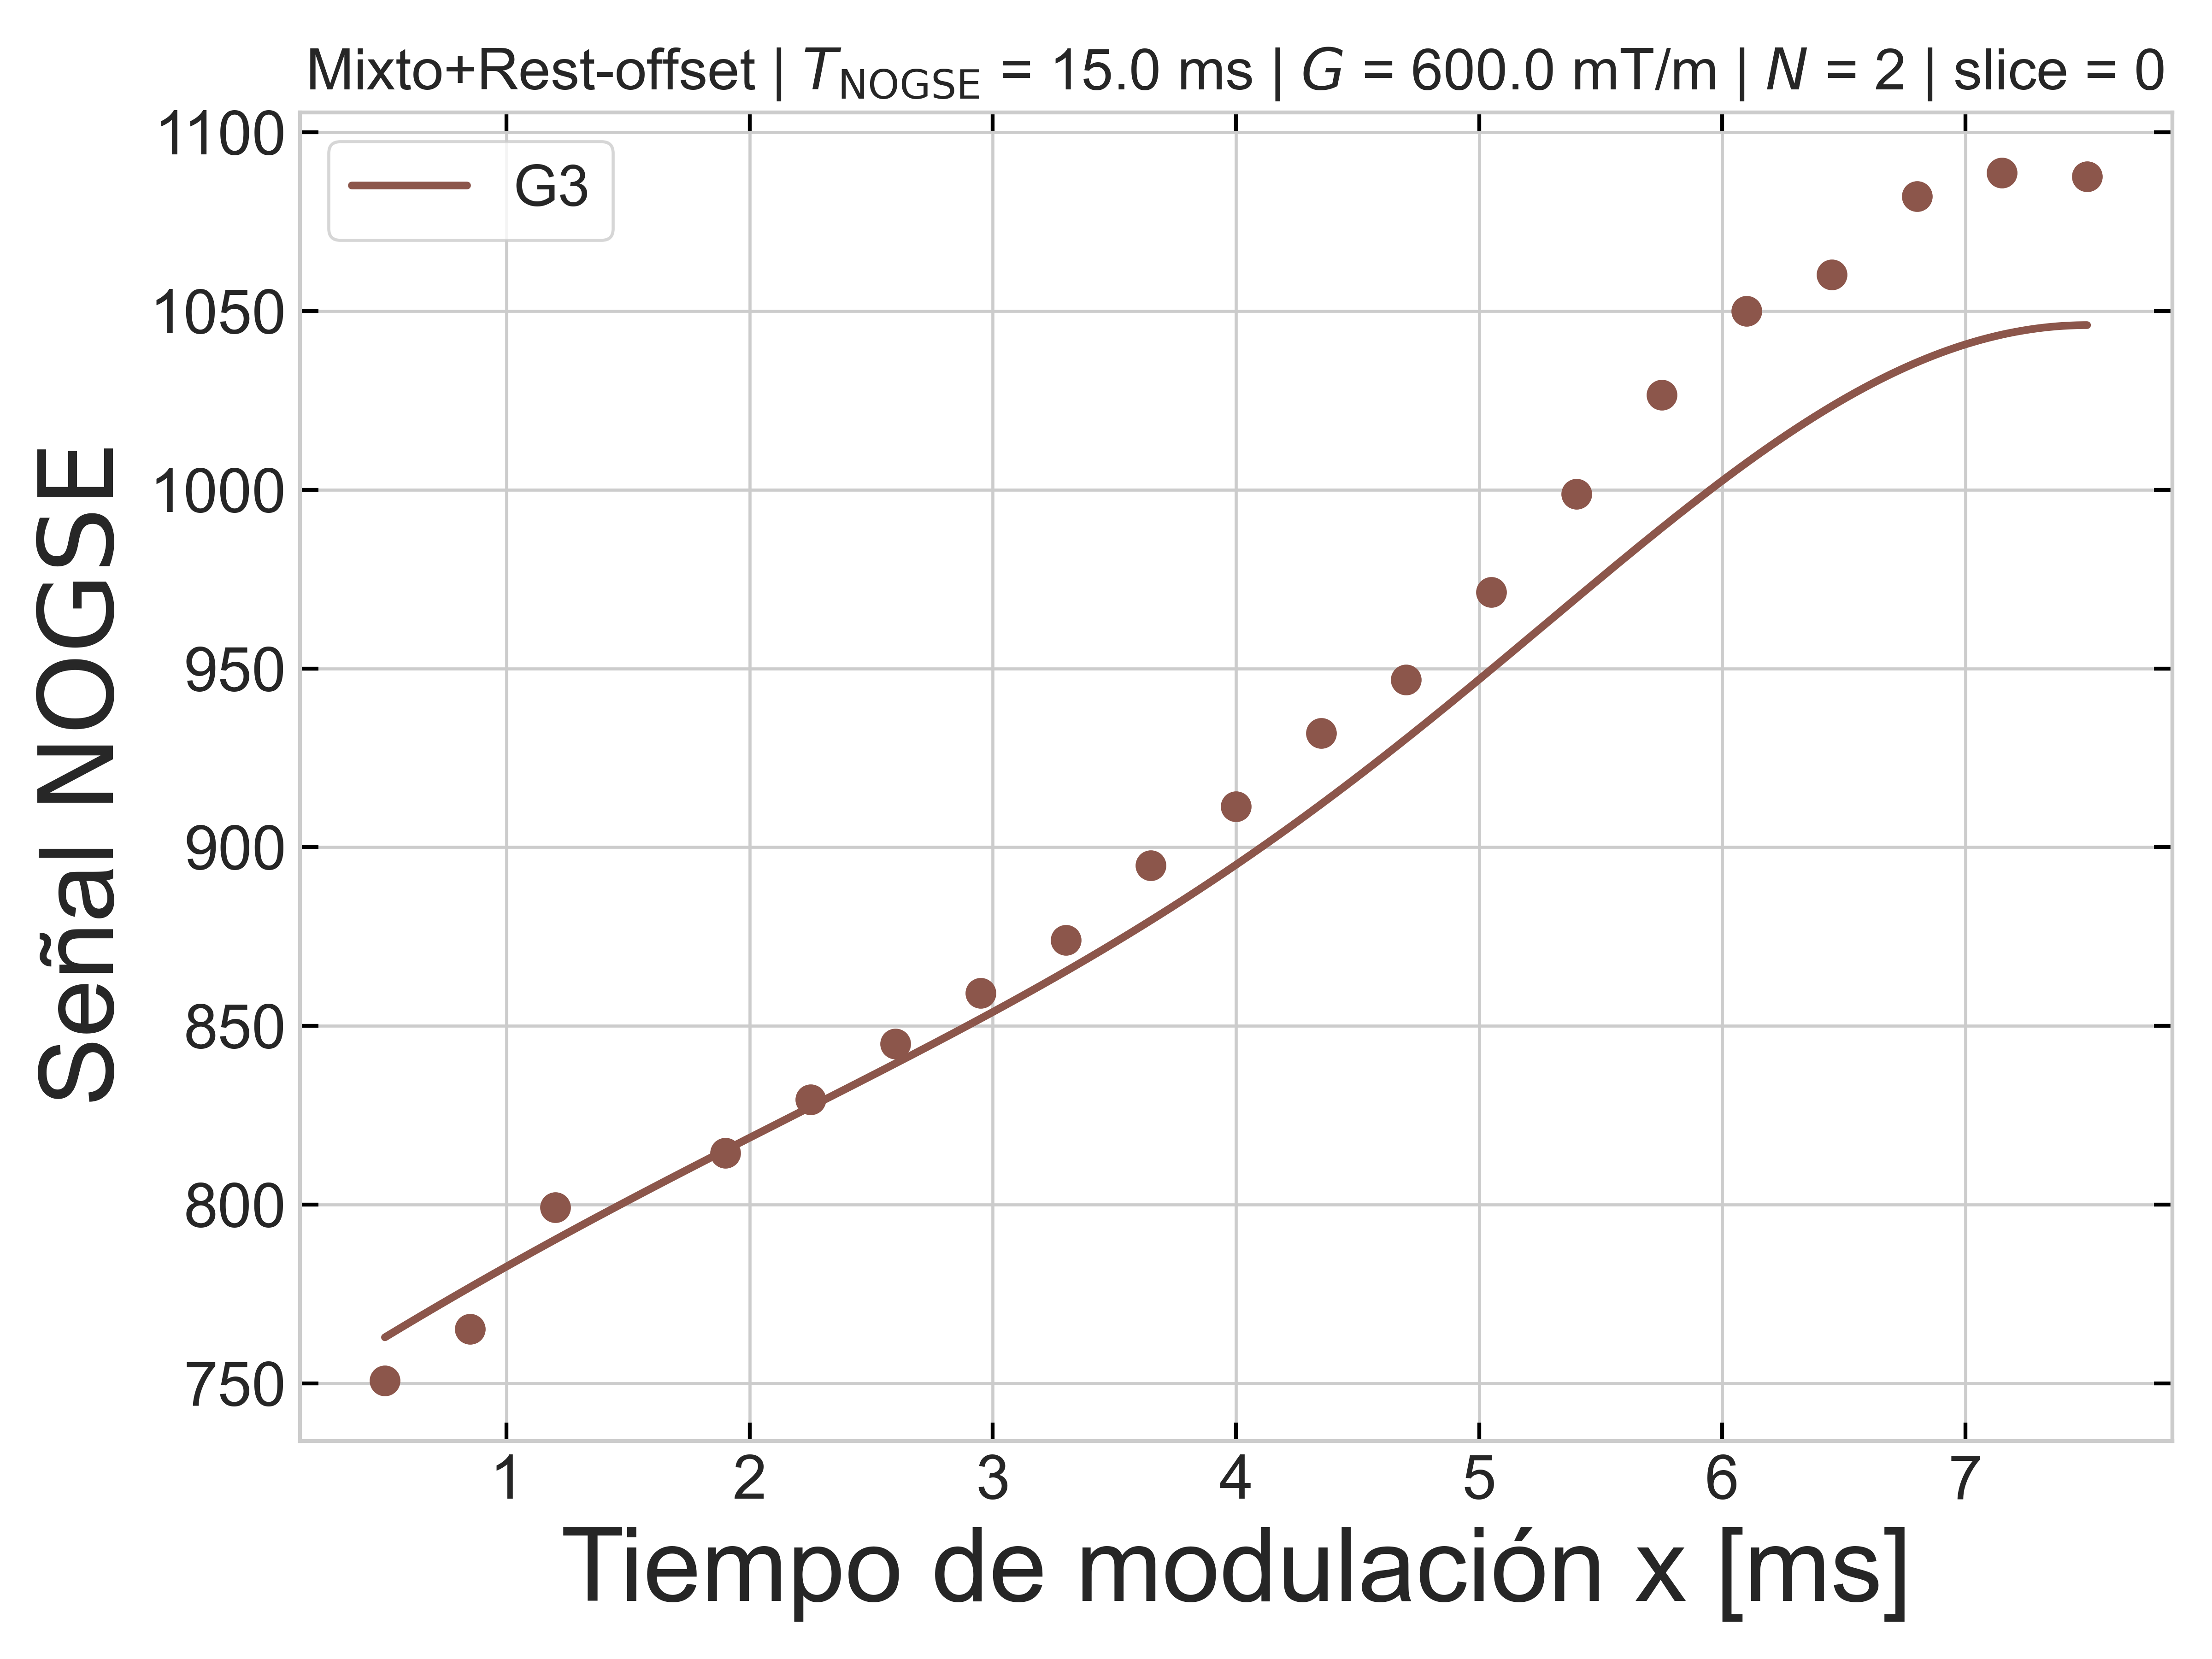 Mixto+Rest-offset | T_NOGSE = 15.0 ms | G = 600.0 mT/m | N = 2 | slice = 0
G3
1100
1050
1000
950
900
850
800
750
Señal NOGSE
1 2 3 4 5 6 7
Tiempo de modulación x [ms]